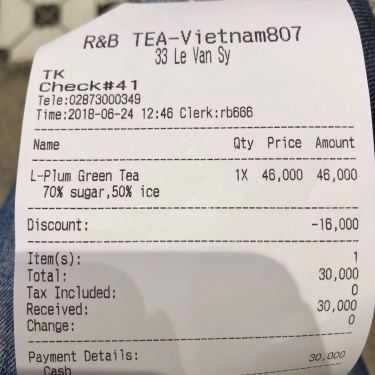 R&B TEA-Vietnam807
33 Le Van Sy
TK
Check#41
Tele:02873000349
Time:2018-06-24 12:46 Clerk:rb666
Name Qty Price Amount
L-Plum Green Tea 1X 46,000 46,000
70% sugar,50% ice
Discount: -16,000
Item(s): 1
Total: 30,000
Tax Included: 0
Received: 30,000
Change: 0
Payment Details:
Cash 30,000